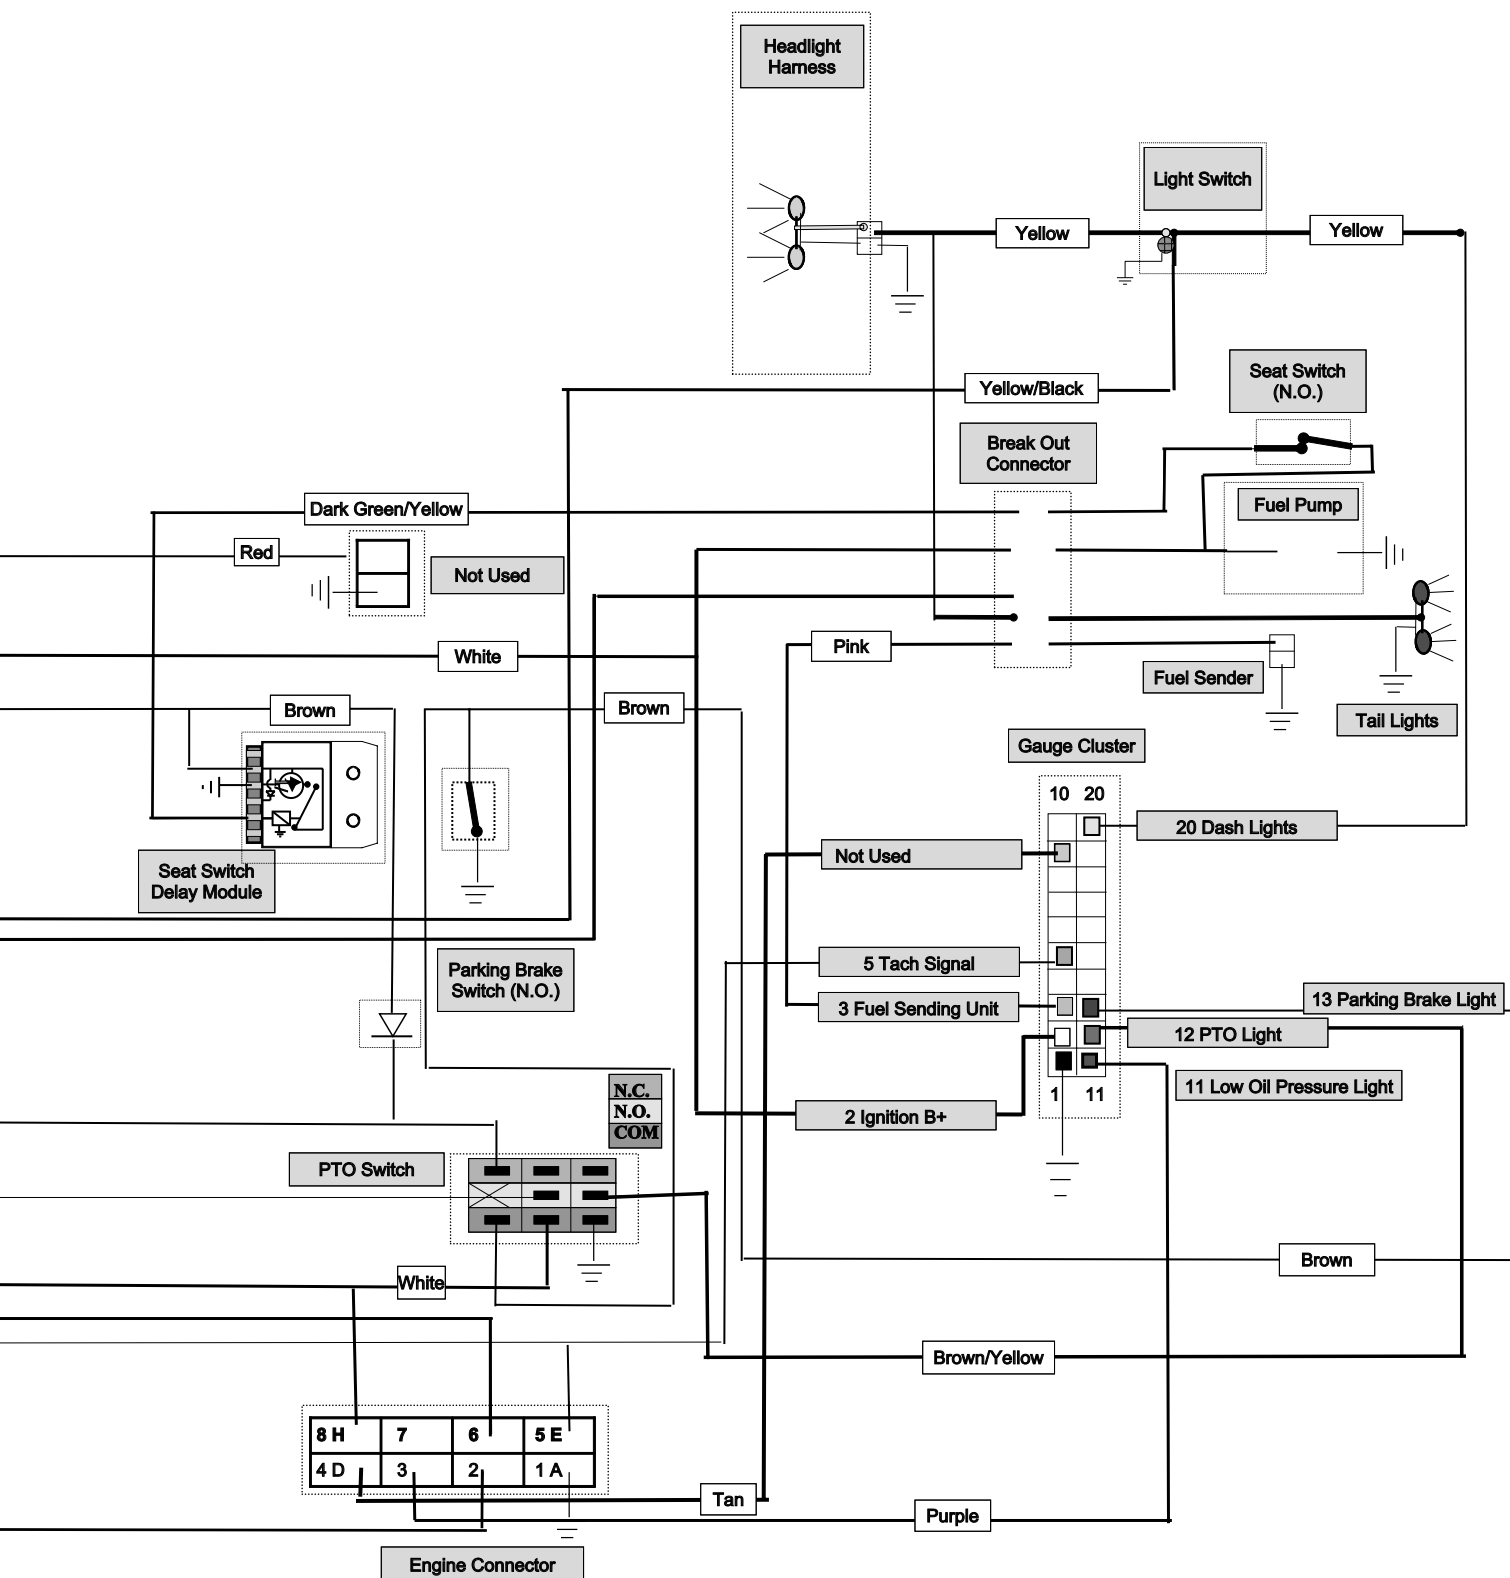 Headlight
Harness
Light Switch
Yellow
Yellow
Seat Switch
(N.O.)
Yellow/Black
Break Out
Connector
Dark Green/Yellow
Fuel Pump
Red
Not Used
Pink
White
Fuel Sender
Tail Lights
Brown
Brown
Gauge Cluster
10 20
20 Dash Lights
Not Used
Seat Switch
Delay Module
Parking Brake
Switch (N.O.)
5 Tach Signal
3 Fuel Sending Unit
13 Parking Brake Light
12 PTO Light
11 Low Oil Pressure Light
1 11
2 Ignition B+
N.C.
N.O.
COM
PTO Switch
Brown
White
Brown/Yellow
8 H 7 6 5 E
4 D 3 2 1 A
Tan
Purple
Engine Connector